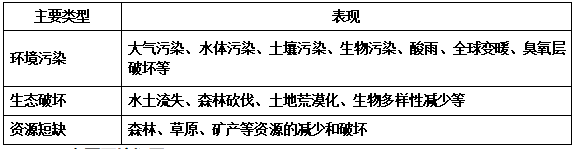 主要类型 表现
环境污染 大气污染、水体污染、土壤污染、生物污染、酸雨、全球变暖、臭氧层
破坏等
生态破坏 水土流失、森林砍伐、土地荒漠化、生物多样性减少等
资源短缺 森林、草原、矿产等资源的减少和破坏